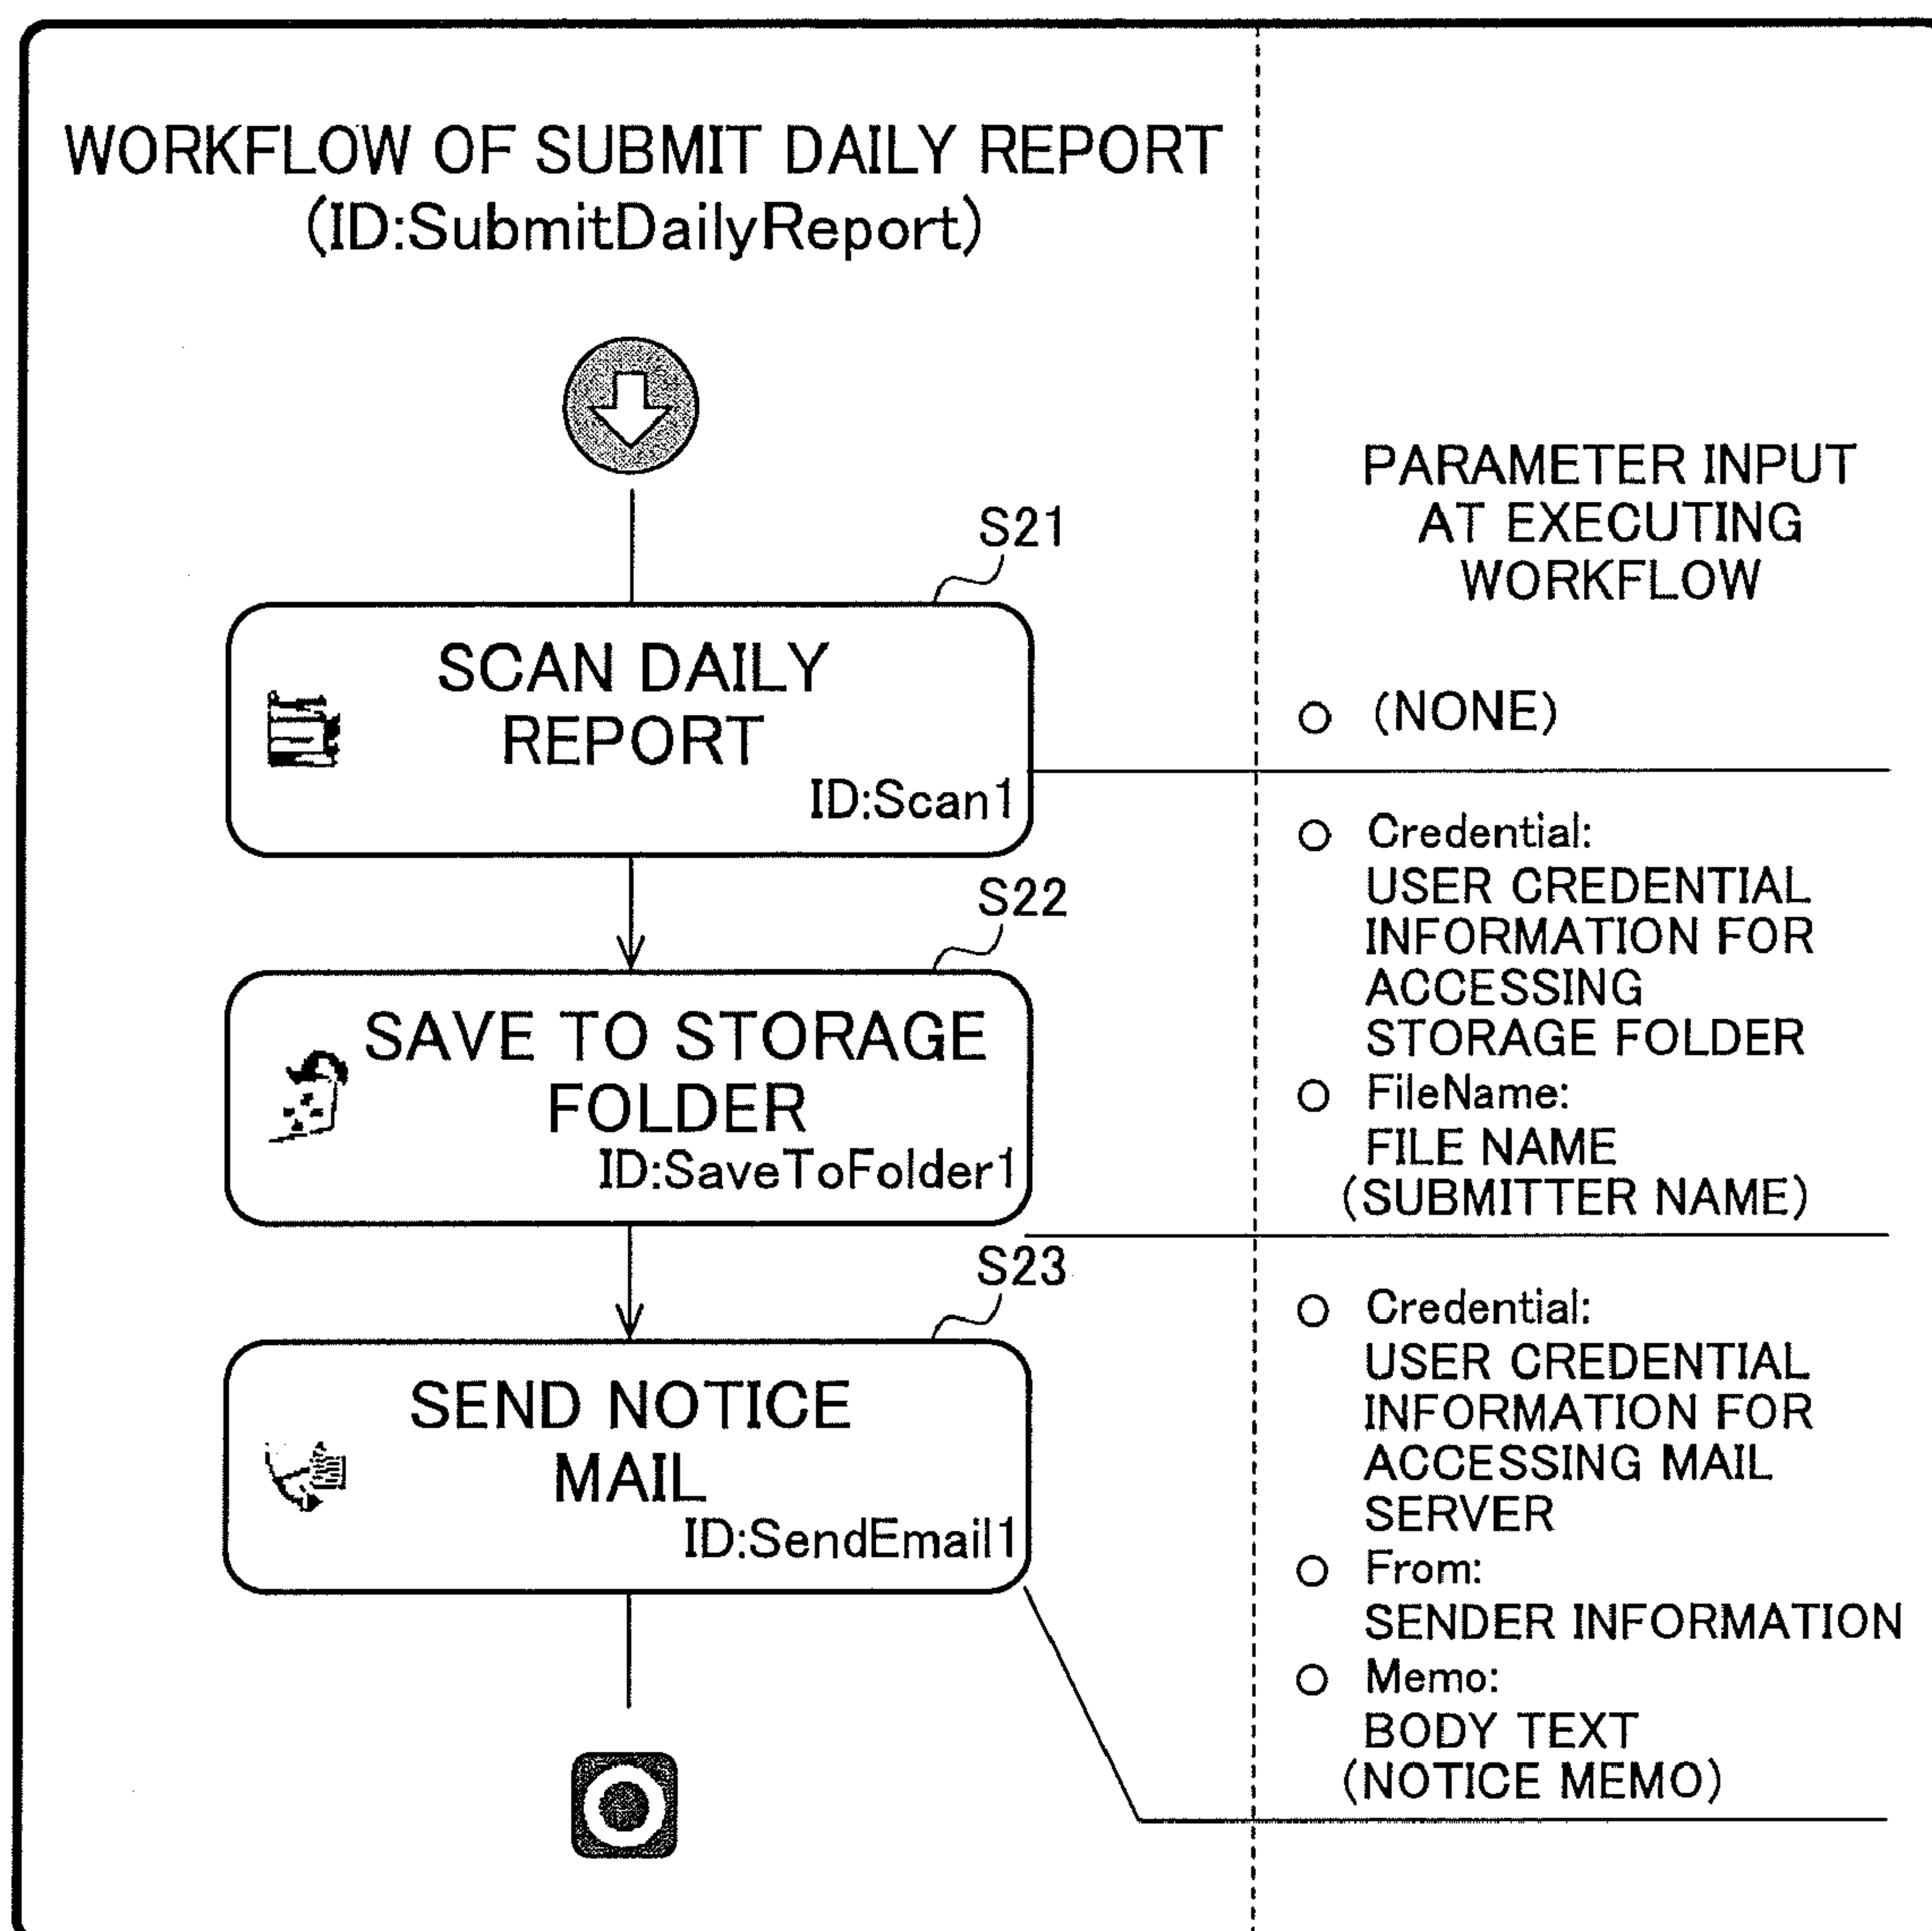 WORKFLOW OF SUBMIT DAILY REPORT
(ID:SubmitDailyReport)
PARAMETER INPUT
AT EXECUTING
WORKFLOW
S21
SCAN DAILY
REPORT
ID:Scan1
○ (NONE)
S22
SAVE TO STORAGE
FOLDER
ID:SaveToFolder1
○ Credential:
USER CREDENTIAL
INFORMATION FOR
ACCESSING
STORAGE FOLDER
○ FileName:
FILE NAME
(SUBMITTER NAME)
S23
SEND NOTICE
MAIL
ID:SendEmail1
○ Credential:
USER CREDENTIAL
INFORMATION FOR
ACCESSING MAIL
SERVER
○ From:
SENDER INFORMATION
○ Memo:
BODY TEXT
(NOTICE MEMO)